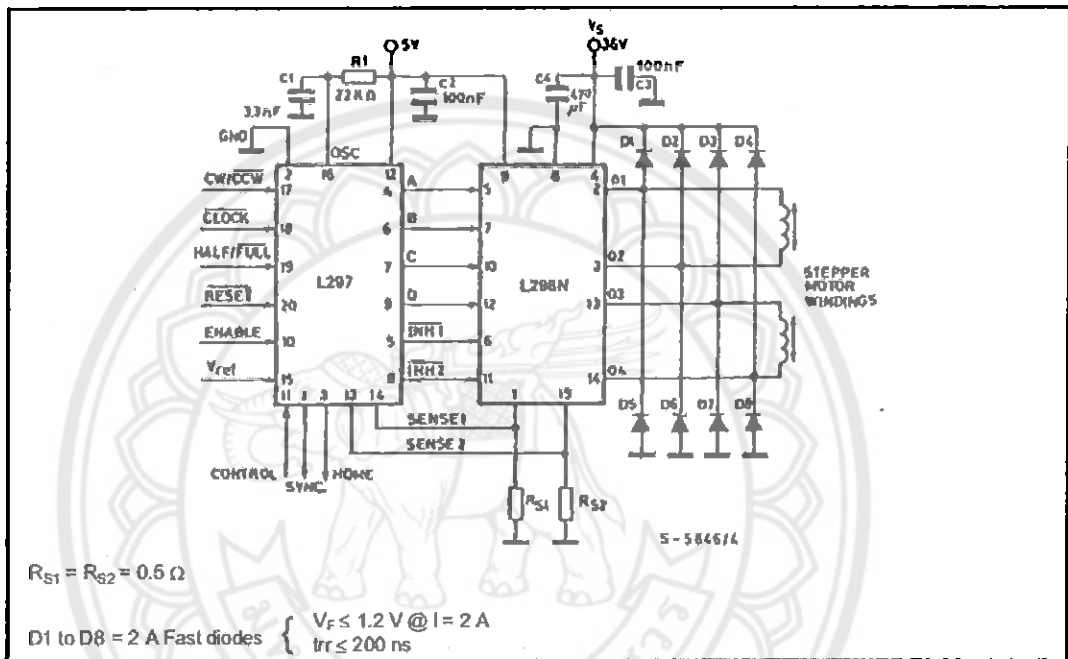 5V
Vs
36V
C1
R1
22KΩ
3.3nF
C2
100nF
C4
470 µF
100nF
C3
GND
OSC
D1 D2 D3 D4
2 16 12
9 8 4
CW/CCW 17
4 A 5
2 O1
CLOCK 18
6 B 7
HALF/FULL 19
7 C 10
3 O2
L297
L298N
STEPPER
MOTOR
WINDINGS
RESET 20
9 D 12
13 O3
ENABLE 10
5 INH1 6
Vref 15
8 INH2 11
14 O4
11 1 3 13 14
1 15
D5 D6 D7 D8
SENSE1
SENSE2
CONTROL
SYNC
HOME
RS1
RS2
S-5846/4
RS1 = RS2 = 0.5 Ω
D1 to D8 = 2 A Fast diodes { VF ≤ 1.2 V @ I = 2 A
trr ≤ 200 ns